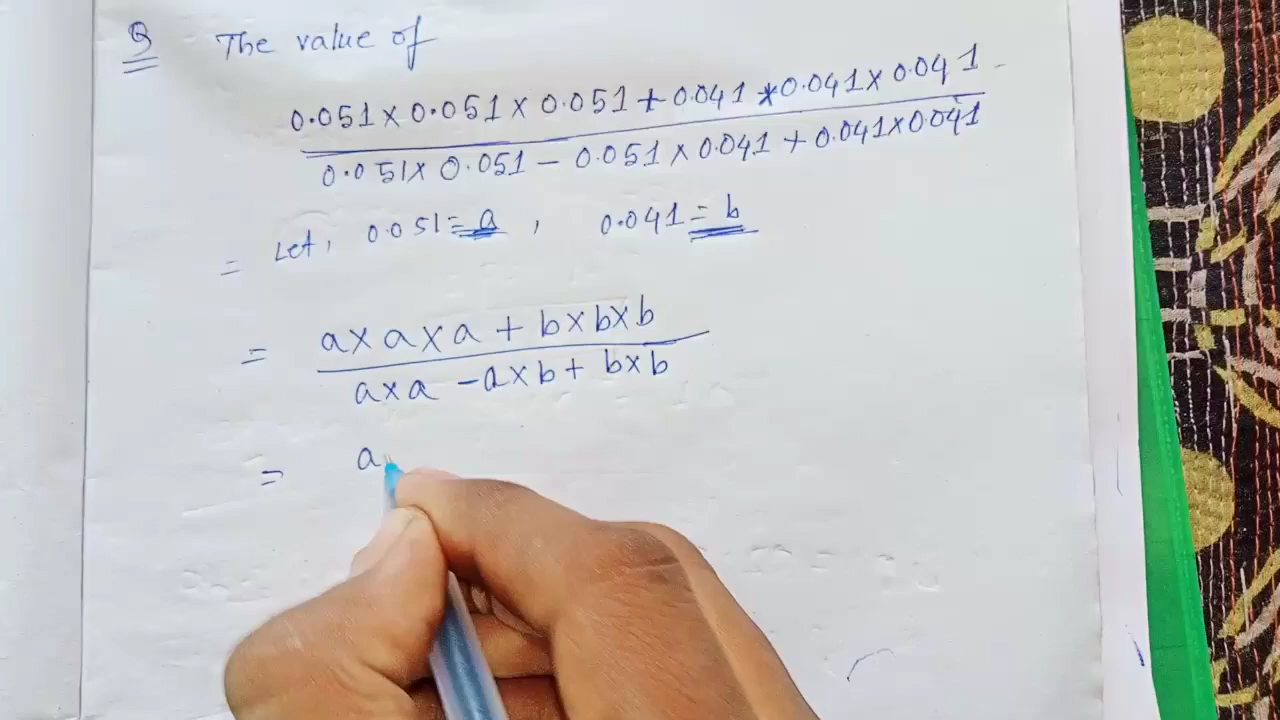 Q The value of
0.051 × 0.051 × 0.051 + 0.041 * 0.041 × 0.041
0.051 × 0.051 - 0.051 × 0.041 + 0.041 × 0.041
= Let, 0.051 = a , 0.041 = b
= a × a × a + b × b × b
a × a - a × b + b × b
= a